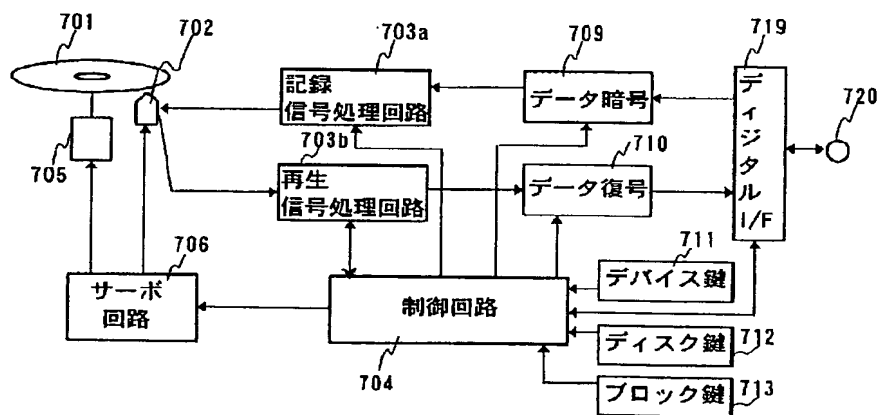 701
702
703a
記録
信号処理回路
709
データ暗号
719
ディジタル
I/F
720
705
703b
再生
信号処理回路
710
データ復号
706
サーボ
回路
制御回路
704
711
デバイス鍵
ディスク鍵
712
ブロック鍵
713